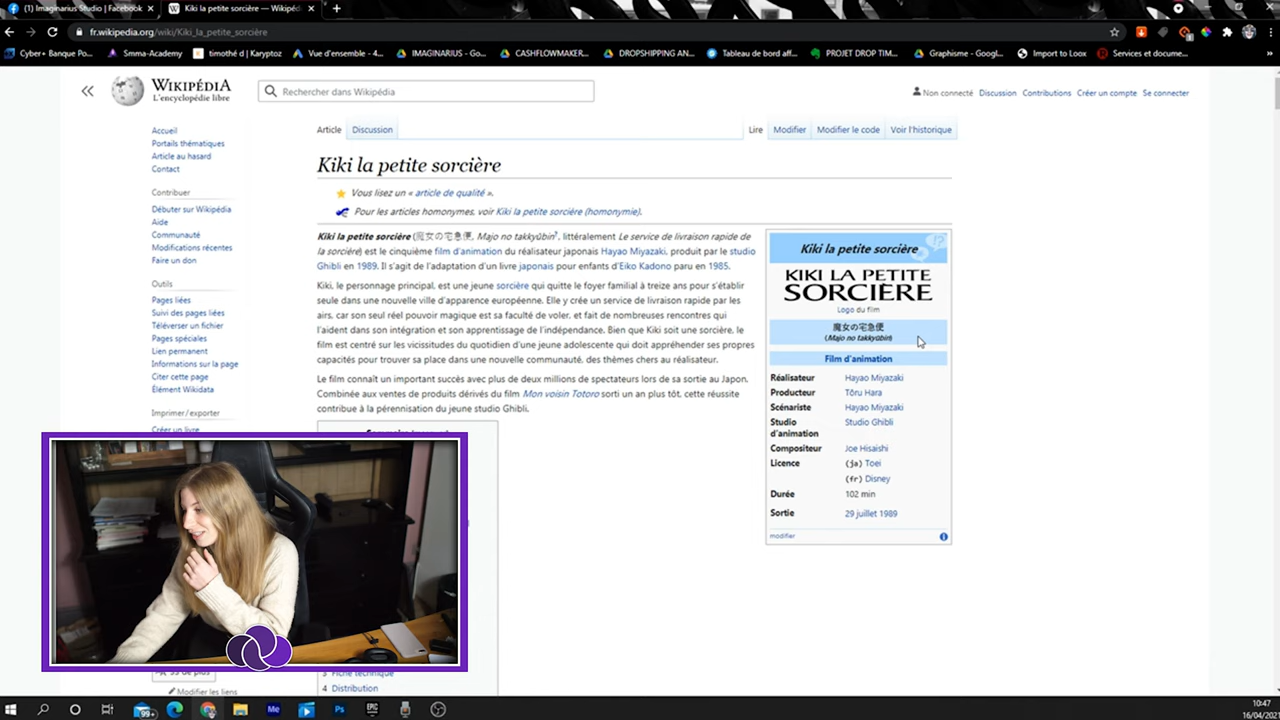 (1) Imaginarius Studio | Facebook
Kiki la petite sorcière — Wikipéd
fr.wikipedia.org/wiki/Kiki_la_petite_sorcière
Cyber+ Banque Po...
Smma-Academy
timothé d | Karyptoz
Vue d'ensemble - 4...
IMAGINARIUS - Go...
CASHFLOWMAKER...
DROPSHIPPING AN...
Tableau de bord aff...
PROJET DROP TIM...
Graphisme - Googl...
Import to Loox
Services et docume...
WIKIPÉDIA
L'encyclopédie libre
Rechercher dans Wikipédia
Non connecté Discussion Contributions Créer un compte Se connecter
Accueil
Portails thématiques
Article au hasard
Contact
Contribuer
Débuter sur Wikipédia
Aide
Communauté
Modifications récentes
Faire un don
Outils
Pages liées
Suivi des pages liées
Téléverser un fichier
Pages spéciales
Lien permanent
Informations sur la page
Citer cette page
Élément Wikidata
Imprimer / exporter
Créer un livre
Modifier les liens
Article Discussion
Lire Modifier Modifier le code Voir l'historique
Kiki la petite sorcière
Vous lisez un « article de qualité ».
Pour les articles homonymes, voir Kiki la petite sorcière (homonymie).
Kiki la petite sorcière (魔女の宅急便, Majo no takkyūbin?, littéralement Le service de livraison rapide de
la sorcière) est le cinquième film d'animation du réalisateur japonais Hayao Miyazaki, produit par le studio
Ghibli en 1989. Il s'agit de l'adaptation d'un livre japonais pour enfants d'Eiko Kadono paru en 1985.
Kiki, le personnage principal, est une jeune sorcière qui quitte le foyer familial à treize ans pour s'établir
seule dans une nouvelle ville d'apparence européenne. Elle y crée un service de livraison rapide par les
airs, car son seul réel pouvoir magique est sa faculté de voler, et fait de nombreuses rencontres qui
l'aident dans son intégration et son apprentissage de l'indépendance. Bien que Kiki soit une sorcière, le
film est centré sur les vicissitudes du quotidien d'une jeune adolescente qui doit appréhender ses propres
capacités pour trouver sa place dans une nouvelle communauté, des thèmes chers au réalisateur.
Le film connaît un important succès avec plus de deux millions de spectateurs lors de sa sortie au Japon.
Combinée aux ventes de produits dérivés du film Mon voisin Totoro sorti un an plus tôt, cette réussite
contribue à la pérennisation du jeune studio Ghibli.
3 Fiche technique
4 Distribution
Kiki la petite sorcière
KIKI LA PETITE
SORCIÈRE
Logo du film
魔女の宅急便
(Majo no takkyūbin)
Film d'animation
Réalisateur Hayao Miyazaki
Producteur Tōru Hara
Scénariste Hayao Miyazaki
Studio Studio Ghibli
d'animation
Compositeur Joe Hisaishi
Licence (ja) Toei
(fr) Disney
Durée 102 min
Sortie 29 juillet 1989
modifier
99+
Me
Ps
EPIC
10:47